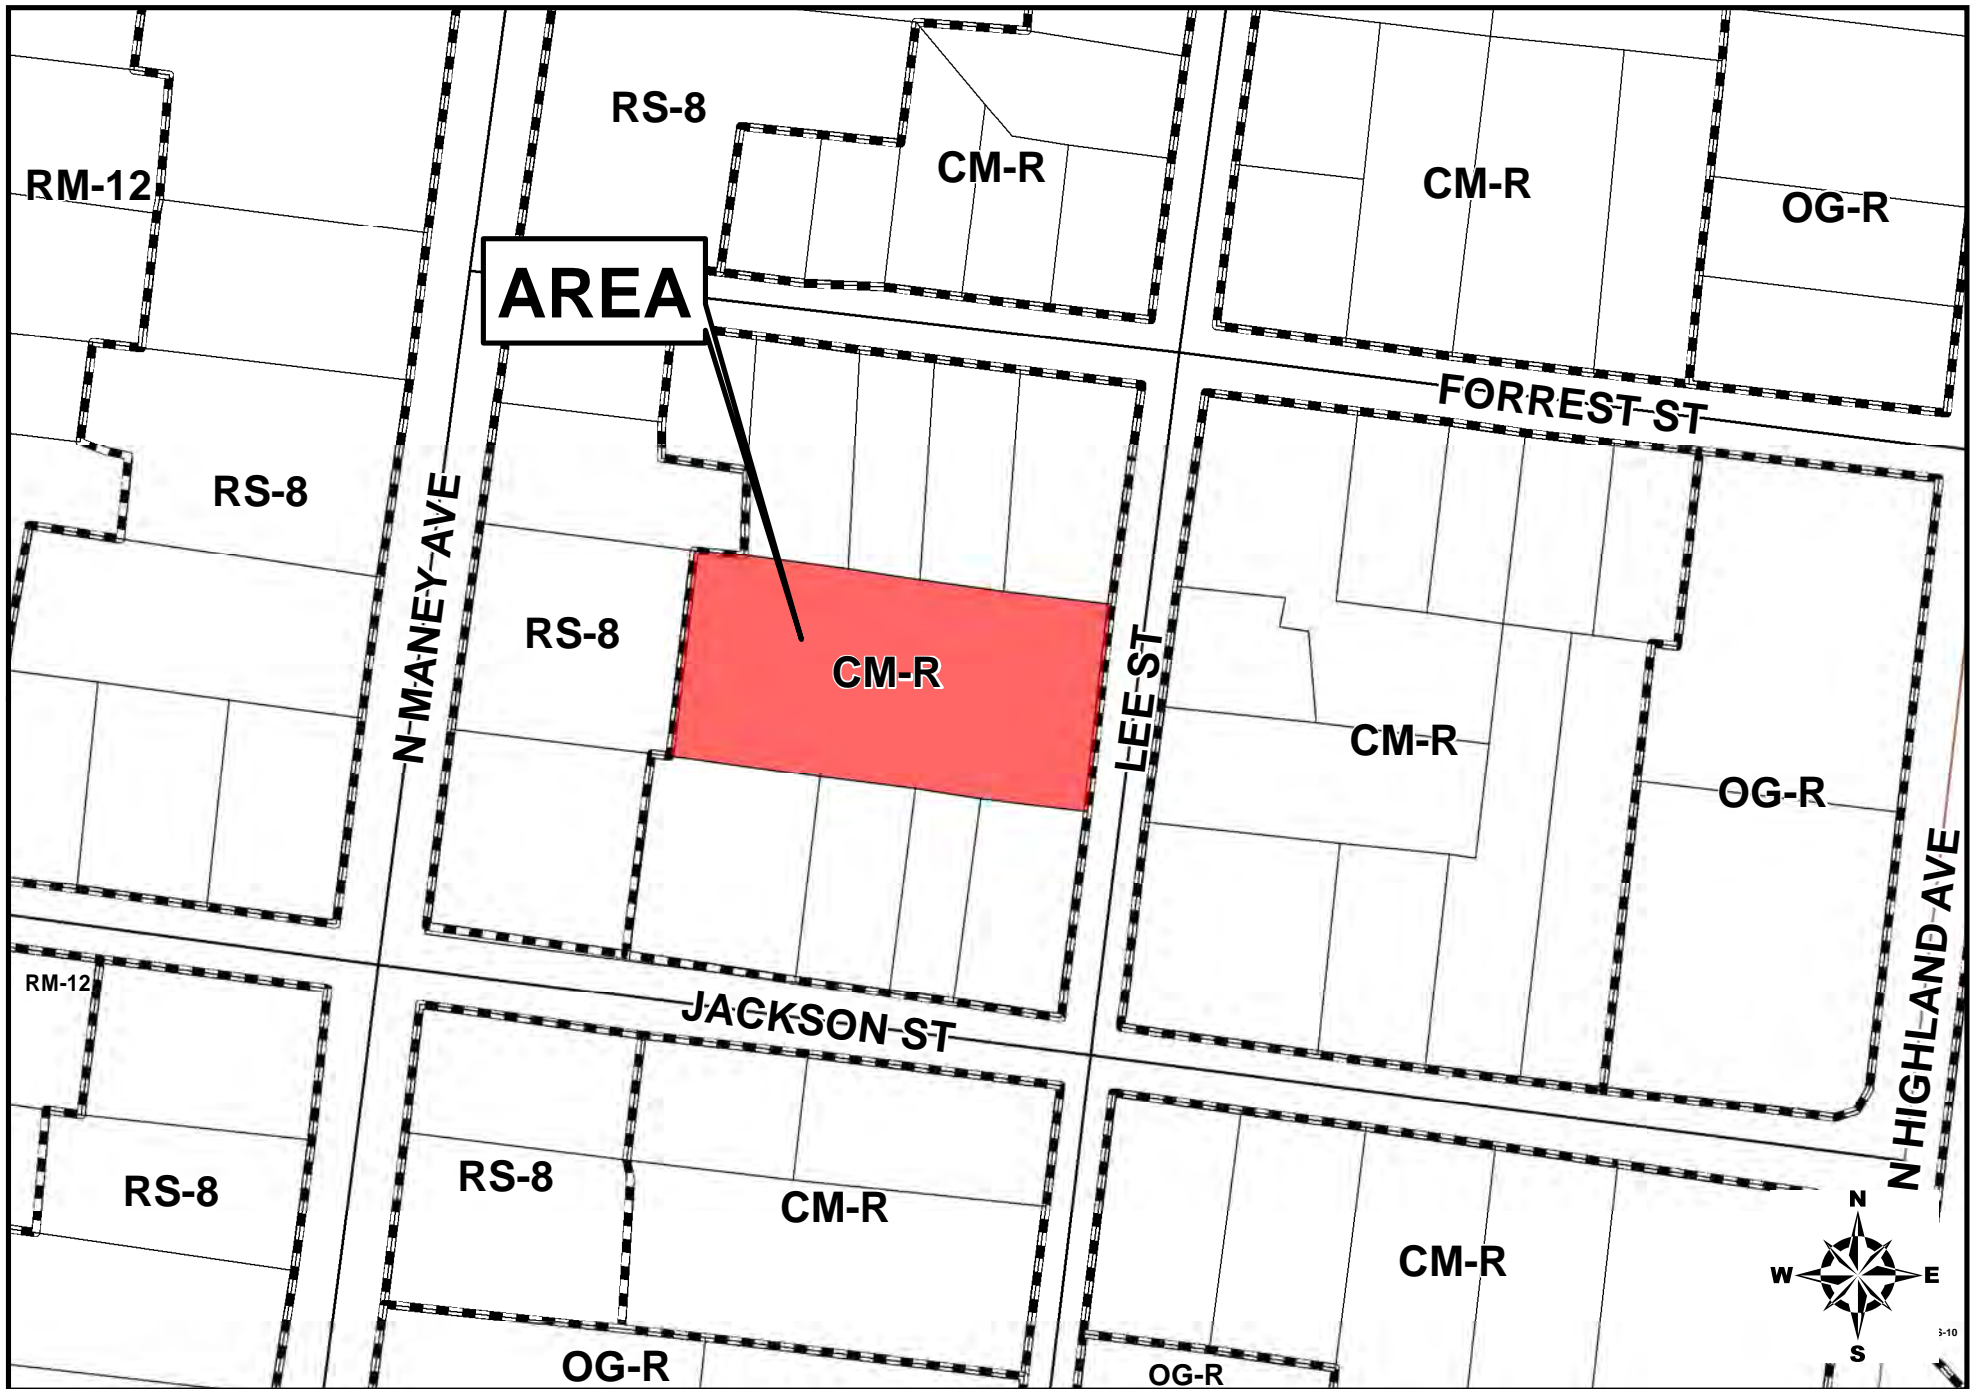 RS-8
CM-R
RM-12
CM-R
OG-R
AREA
FORREST ST
RS-8
N MANEY AVE
RS-8
CM-R
LEE ST
CM-R
OG-R
N HIGHLAND AVE
RM-12
JACKSON ST
RS-8
RS-8
CM-R
CM-R
N
W
E
S
OG-R
OG-R